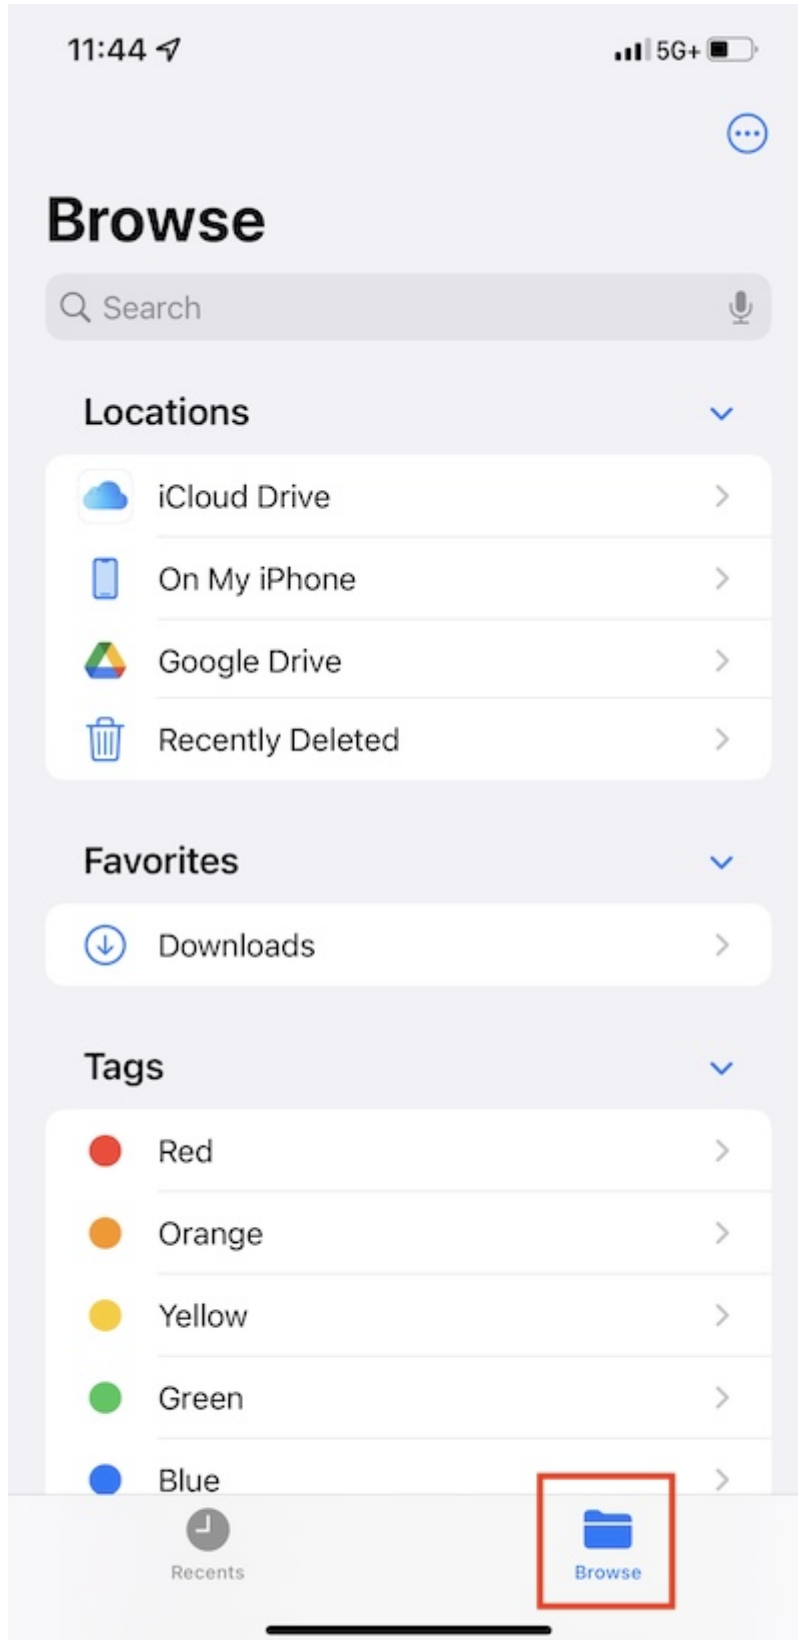 11:44
5G+
Browse
Search
Locations
iCloud Drive
On My iPhone
Google Drive
Recently Deleted
Favorites
Downloads
Tags
Red
Orange
Yellow
Green
Blue
Recents
Browse